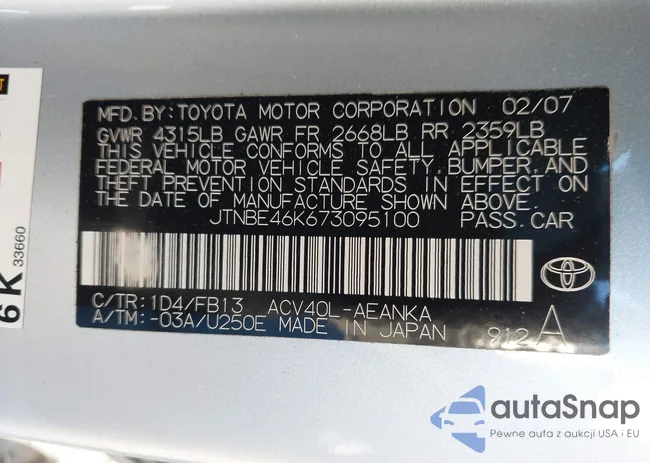 MFD. BY: TOYOTA MOTOR CORPORATION 02/07
GVWR 4315LB GAWR FR 2668LB RR 2359LB
THIS VEHICLE CONFORMS TO ALL APPLICABLE
FEDERAL MOTOR VEHICLE SAFETY, BUMPER, AND
THEFT PREVENTION STANDARDS IN EFFECT ON
THE DATE OF MANUFACTURE SHOWN ABOVE.
JTNBE46K673095100 PASS. CAR
C/TR: 1D4/FB13 ACV40L-AEANKA
A/TM: -03A/U250E MADE IN JAPAN 912 A
6 K
33660
autoSnap
Pewne auta z aukcji USA i EU